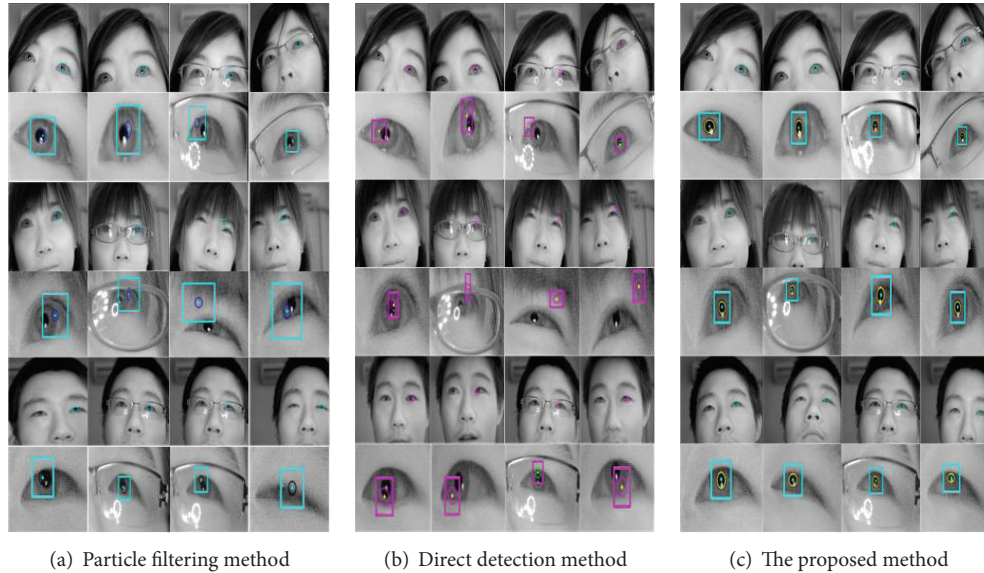 (a) Particle filtering method
(b) Direct detection method
(c) The proposed method